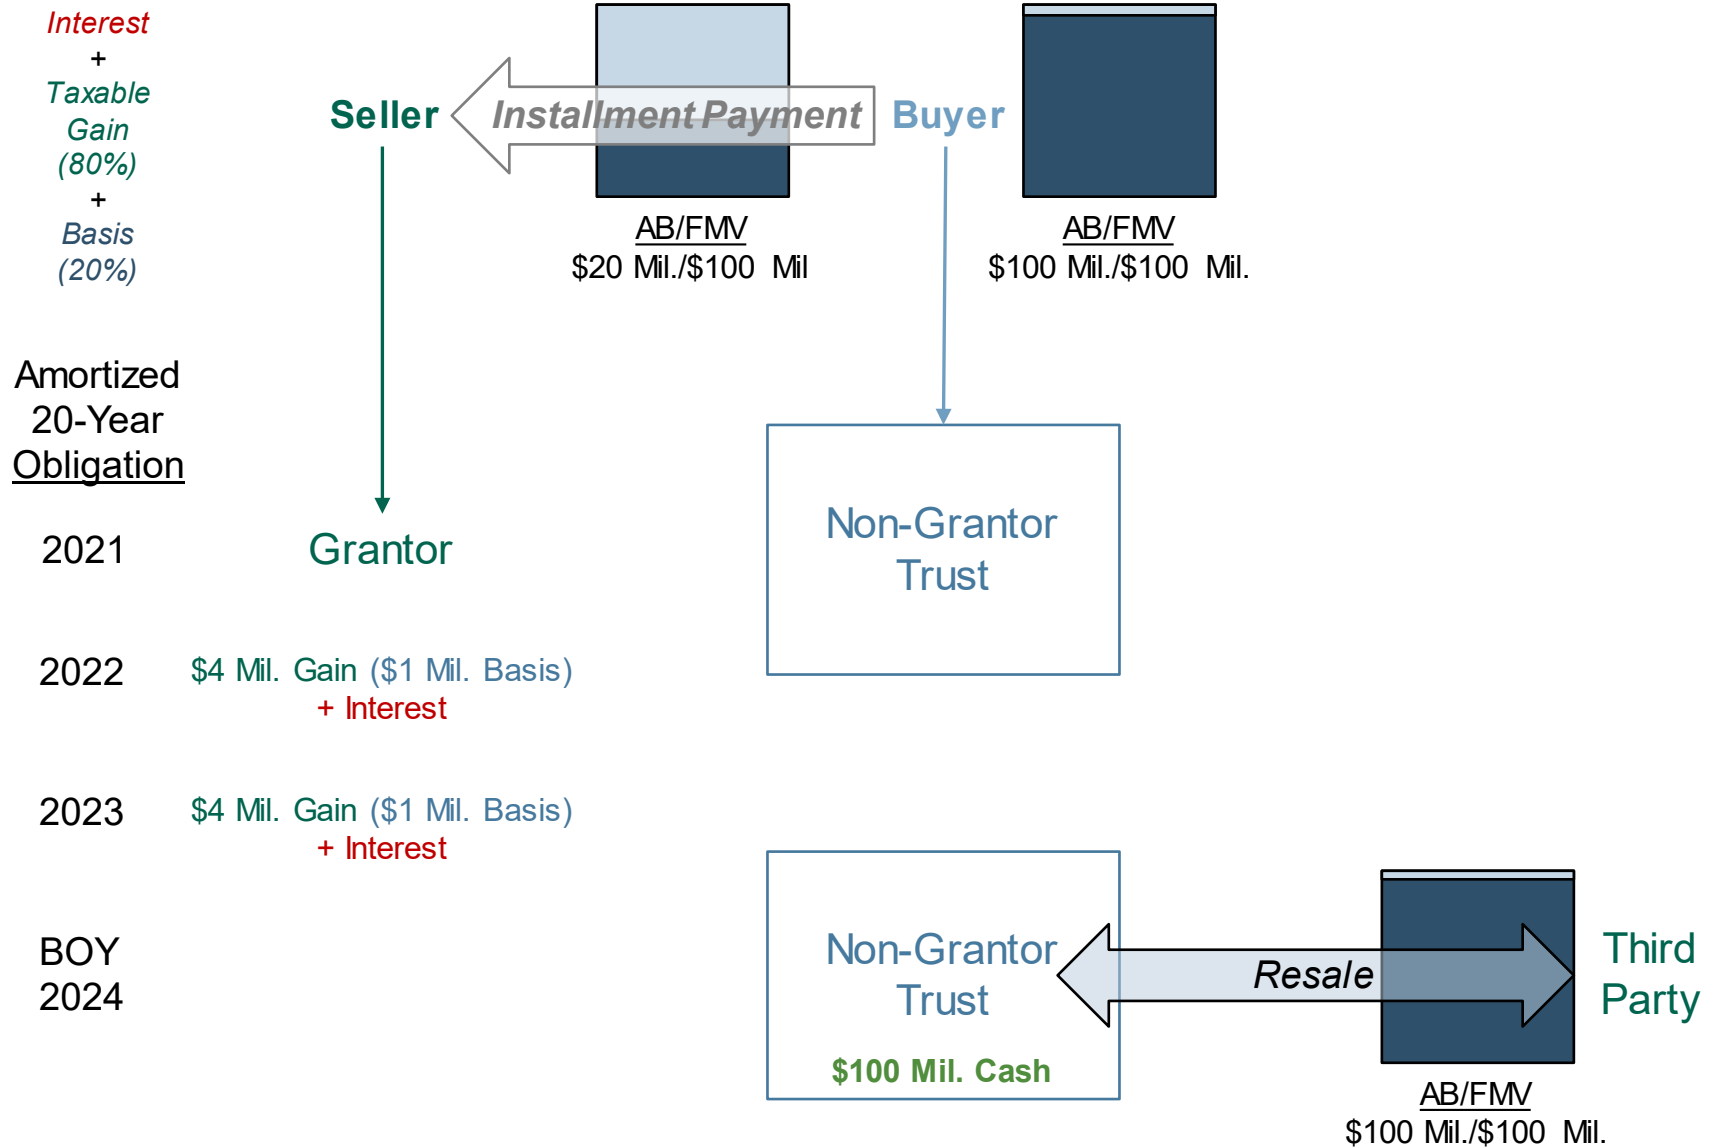 Interest
+
Taxable
Gain
(80%)
+
Basis
(20%)
Seller
Installment Payment
Buyer
AB/FMV
$20 Mil./$100 Mil
AB/FMV
$100 Mil./$100 Mil.
Amortized
20-Year
Obligation
2021
Grantor
Non-Grantor
Trust
2022
$4 Mil. Gain ($1 Mil. Basis)
+ Interest
2023
$4 Mil. Gain ($1 Mil. Basis)
+ Interest
BOY
2024
Non-Grantor
Trust
$100 Mil. Cash
Resale
Third
Party
AB/FMV
$100 Mil./$100 Mil.